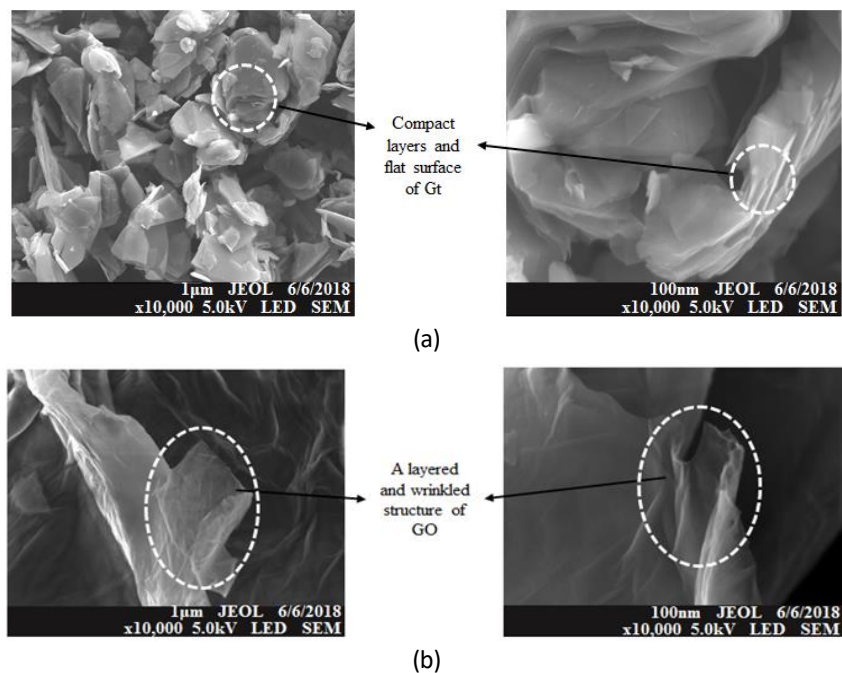 Compact
layers and
flat surface
of Gt
1µm JEOL 6/6/2018
x10,000 5.0kV LED SEM
100nm JEOL 6/6/2018
x10,000 5.0kV LED SEM
(a)
A layered
and wrinkled
structure of
GO
1µm JEOL 6/6/2018
x10,000 5.0kV LED SEM
100nm JEOL 6/6/2018
x10,000 5.0kV LED SEM
(b)